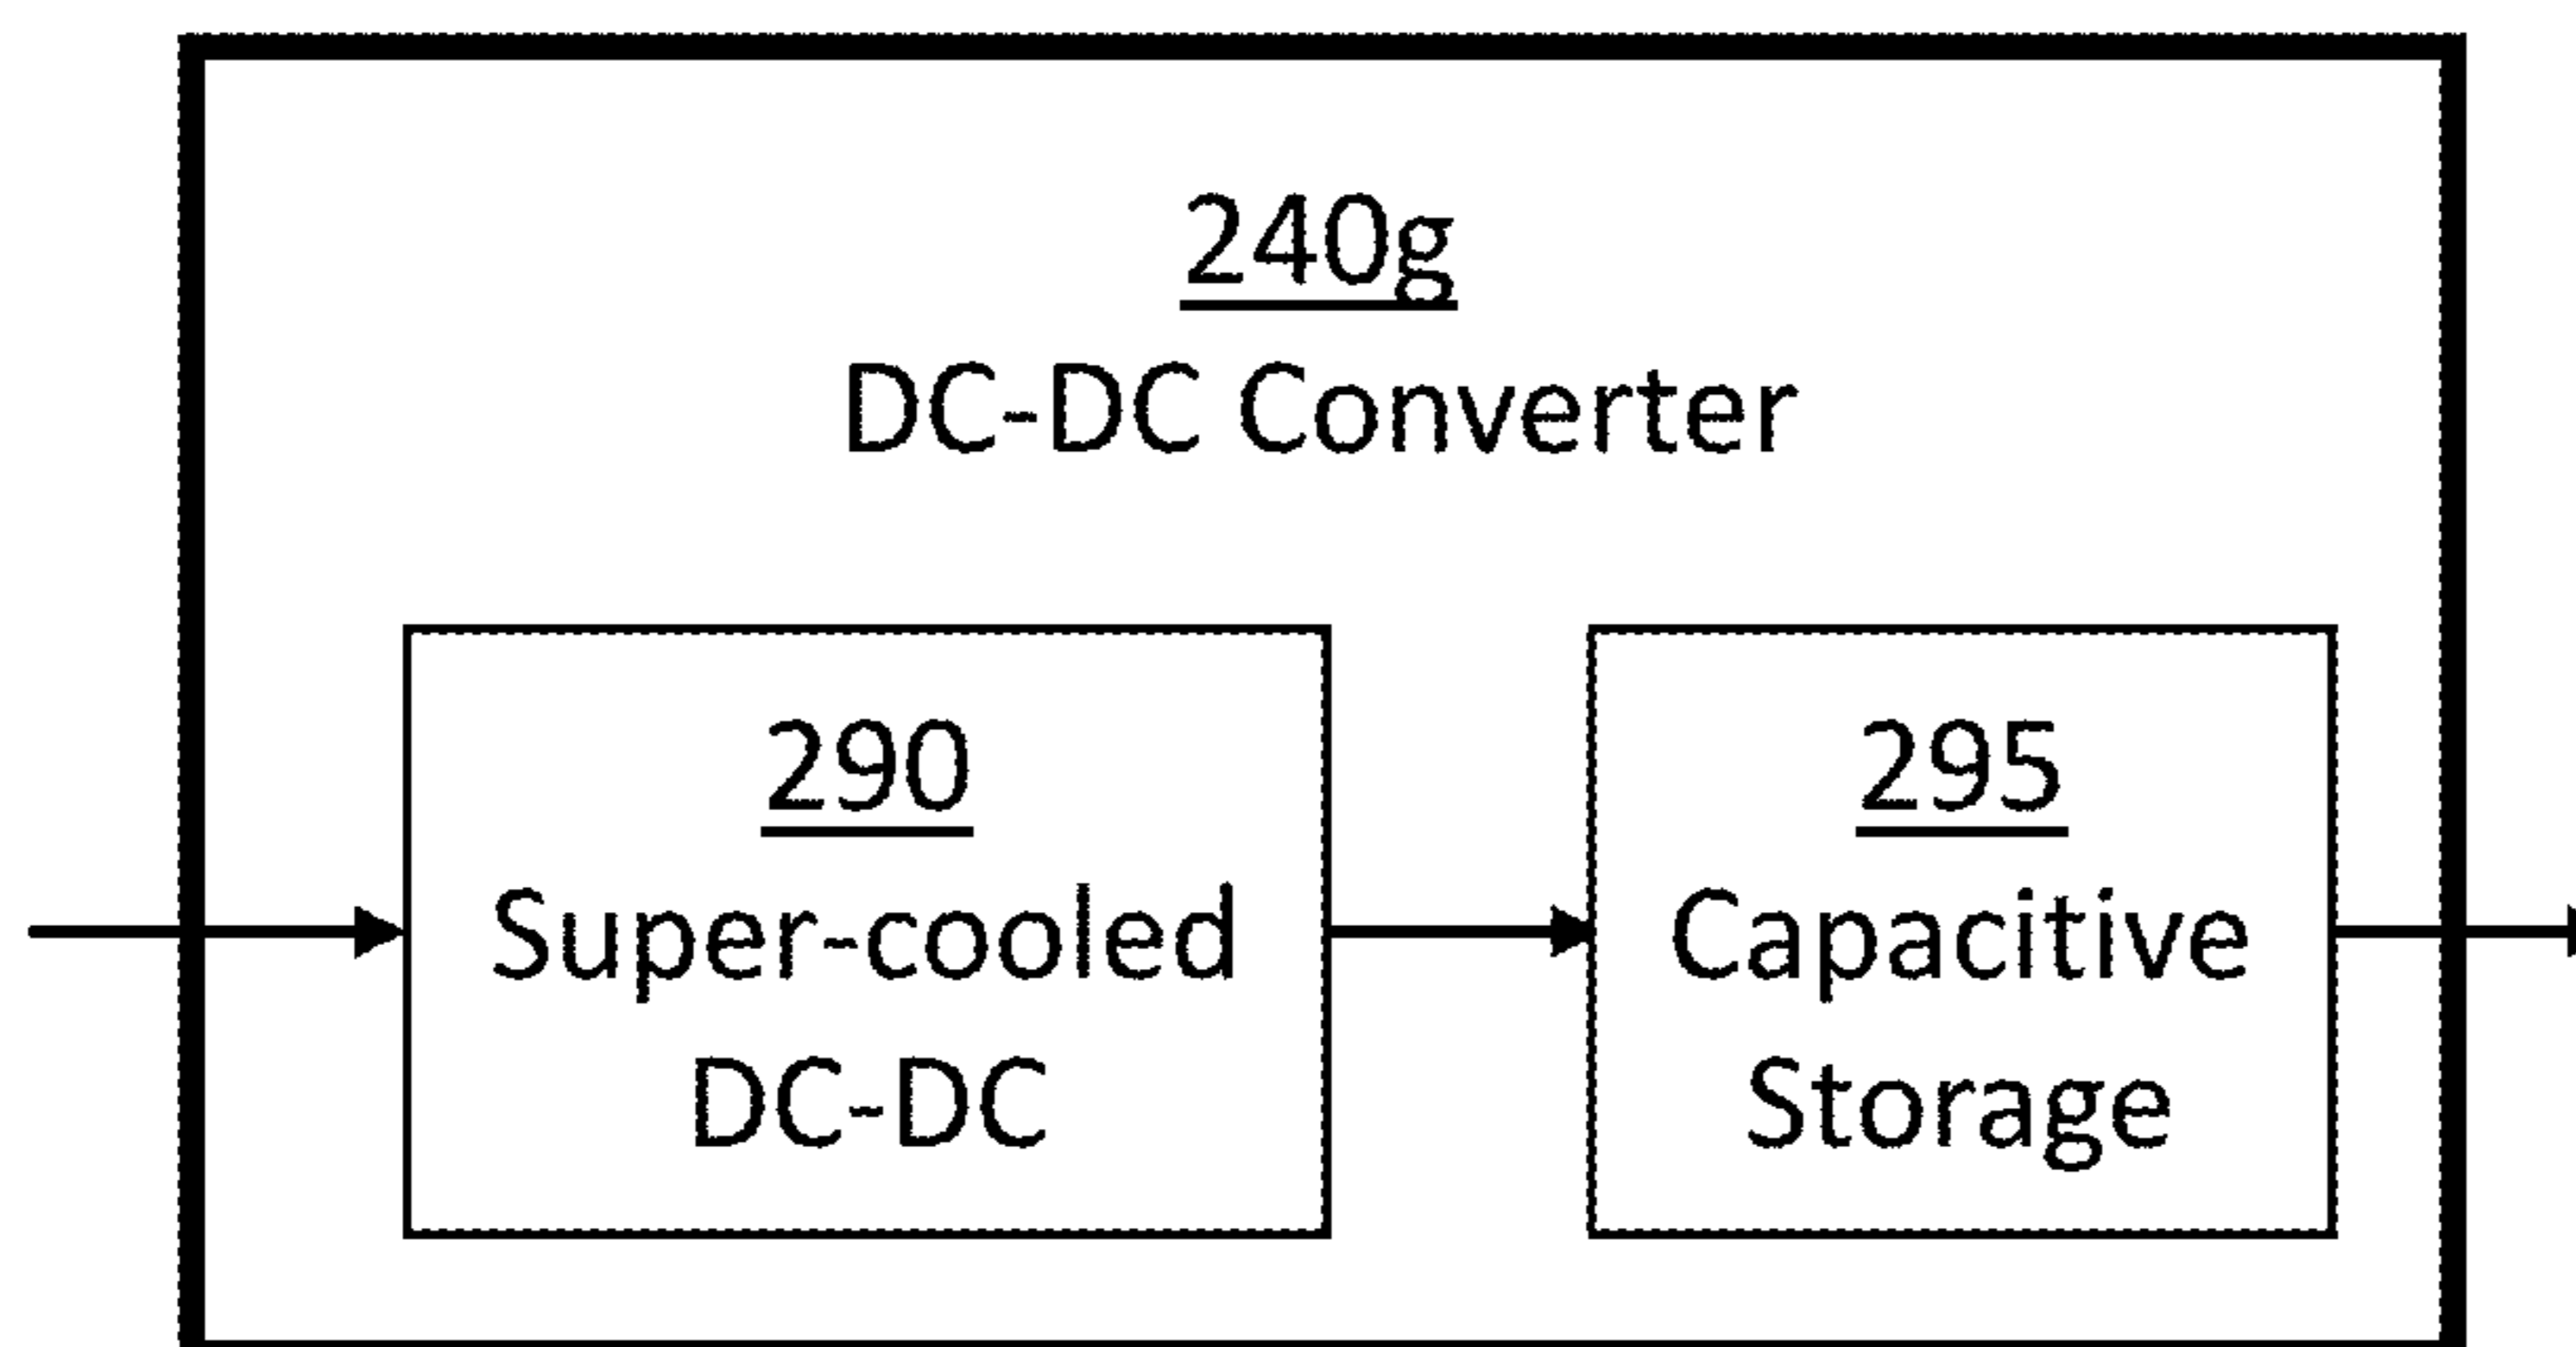 240g
DC-DC Converter
290
Super-cooled
DC-DC
295
Capacitive
Storage